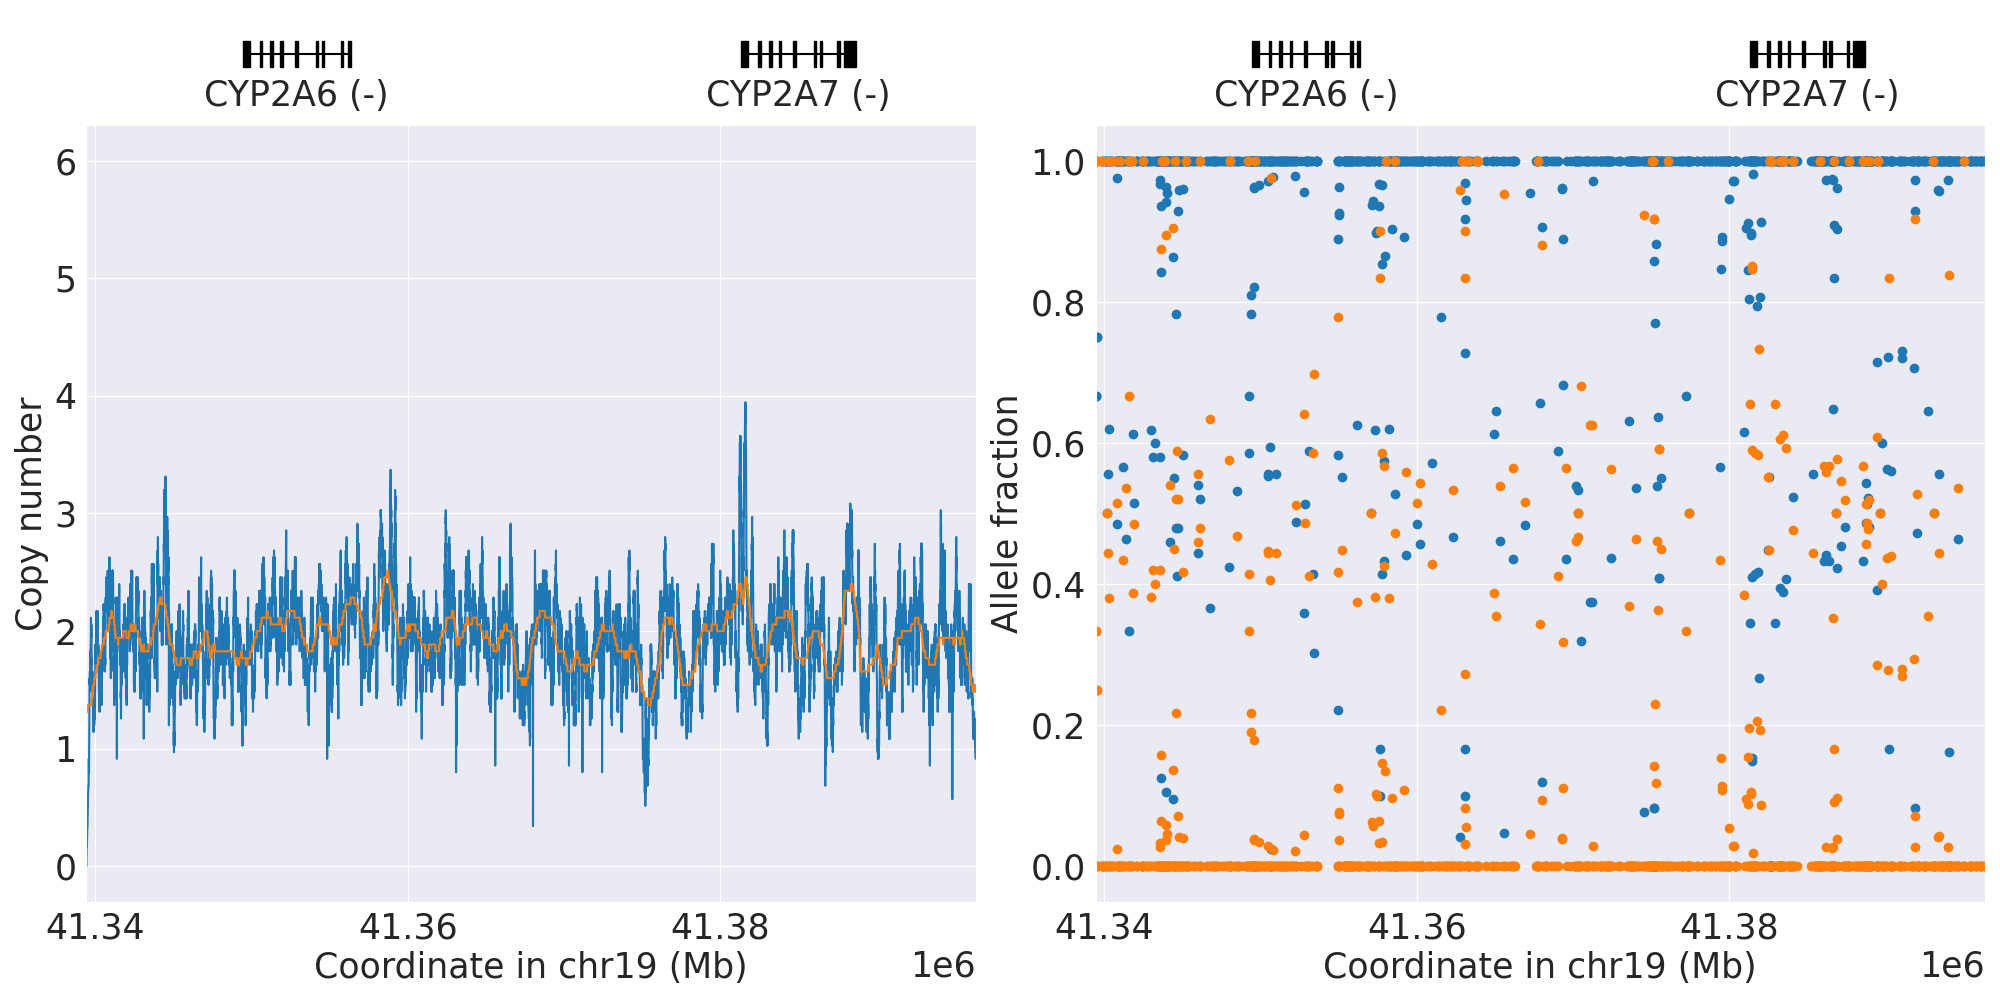 CYP2A6 (-)
CYP2A7 (-)
6
5
4
3
2
1
0
Copy number
41.34
41.36
41.38
Coordinate in chr19 (Mb)
1e6
CYP2A6 (-)
CYP2A7 (-)
1.0
0.8
0.6
0.4
0.2
0.0
Allele fraction
41.34
41.36
41.38
Coordinate in chr19 (Mb)
1e6